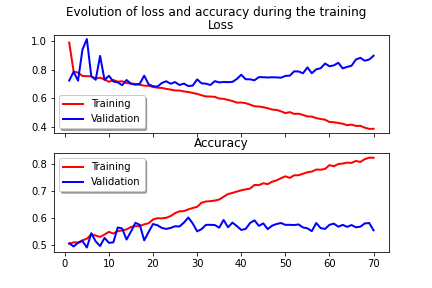 Evolution of loss and accuracy during the training
Loss
1.0
0.8
0.6
0.4
Training
Validation
Accuracy
0.8
0.7
0.6
0.5
Training
Validation
0 10 20 30 40 50 60 70